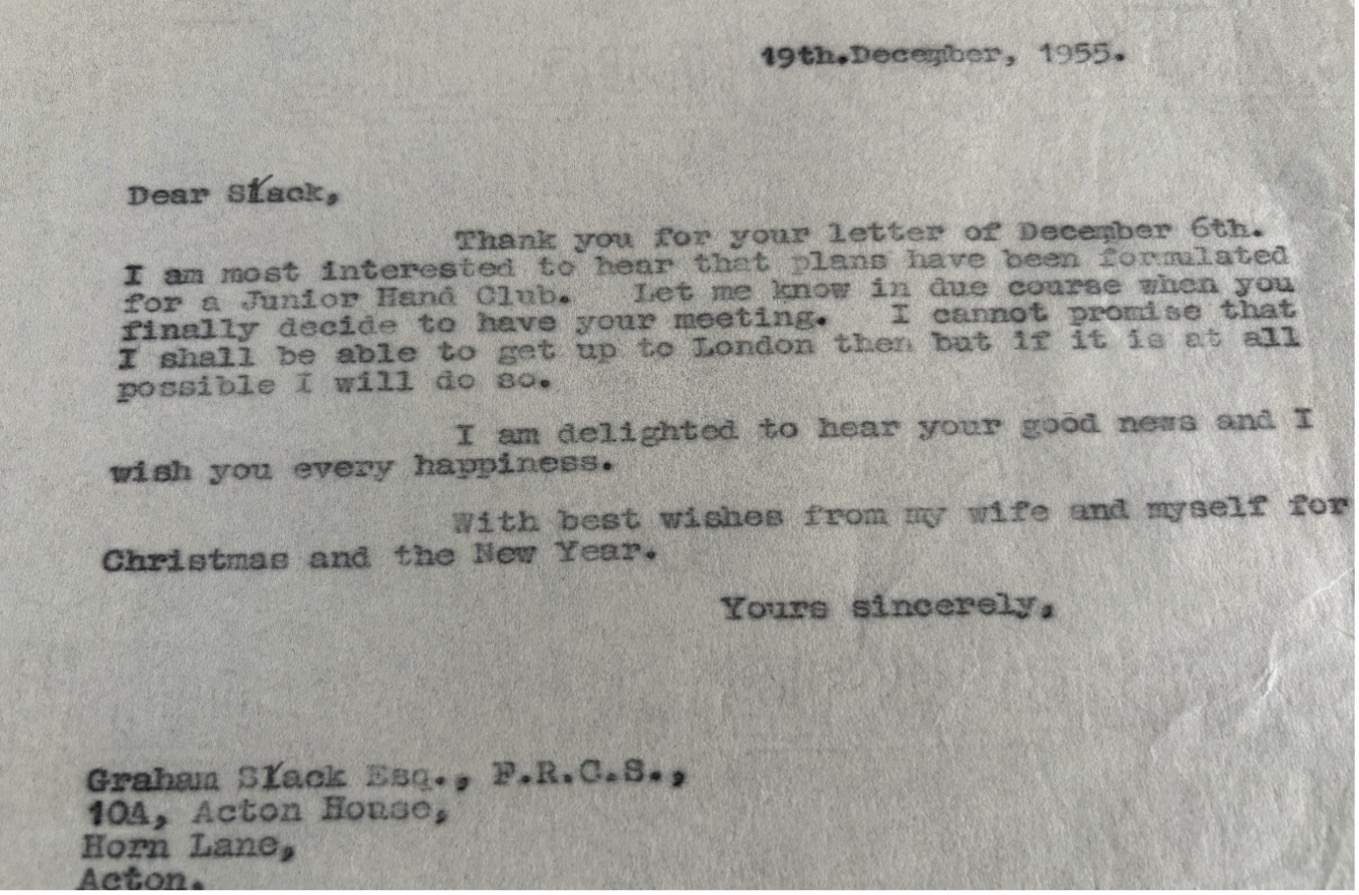 19th.December, 1955.
Dear Slack,
Thank you for your letter of December 6th.
I am most interested to hear that plans have been formulated
for a Junior Hand Club. Let me know in due course when you
finally decide to have your meeting. I cannot promise that
I shall be able to get up to London then but if it is at all
possible I will do so.
I am delighted to hear your good news and I
wish you every happiness.
With best wishes from my wife and myself for
Christmas and the New Year.
Yours sincerely,
Graham Slack Esq., F.R.C.S.,
10A, Acton House,
Horn Lane,
Acton.